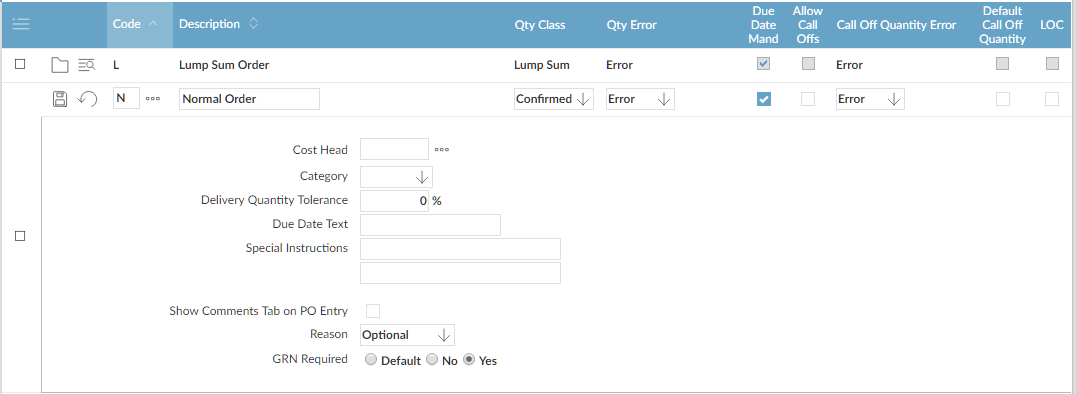 Code Description Qty Class Qty Error Due Date Mand Allow Call Offs Call Off Quantity Error Default Call Off Quantity LOC
L Lump Sum Order Lump Sum Error Error
N Normal Order Confirmed Error Error
Cost Head
Category
Delivery Quantity Tolerance 0 %
Due Date Text
Special Instructions
Show Comments Tab on PO Entry
Reason Optional
GRN Required Default No Yes